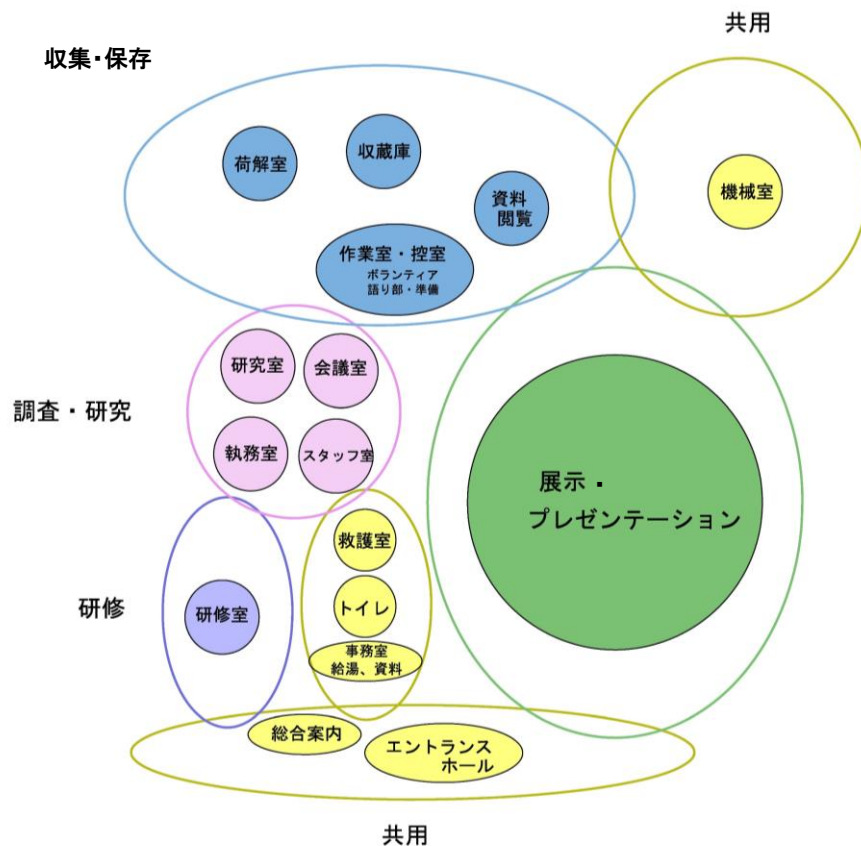 共用
収集・保存
荷解室
収蔵庫
資料
閲覧
機械室
作業室・控室
ボランティア
語り部・準備
研究室
会議室
調査・研究
執務室
スタッフ室
展示・
プレゼンテーション
救護室
研修
研修室
トイレ
事務室
給湯、資料
総合案内
エントランス
ホール
共用